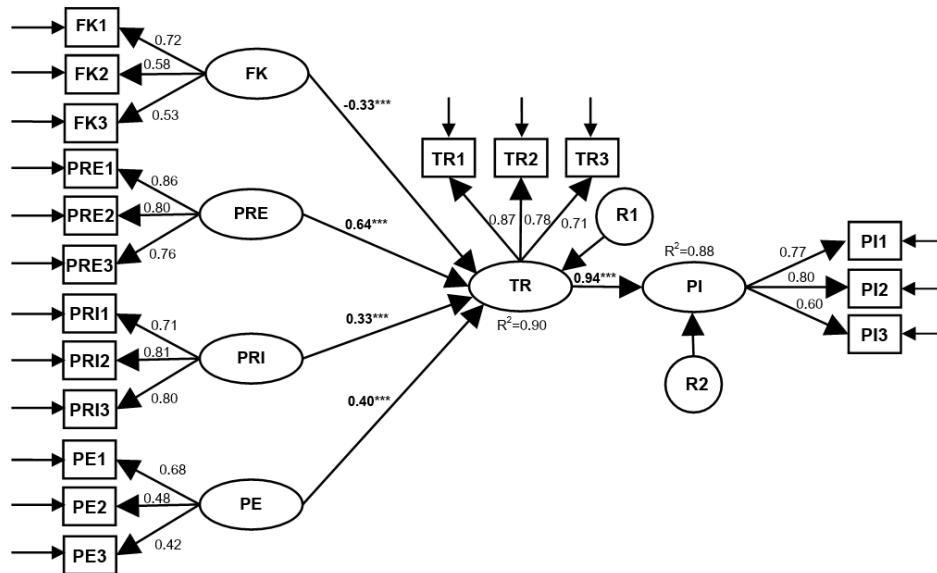 FK1
0.72
FK2
0.58
FK
FK3
0.53
-0.33***
PRE1
0.86
PRE2
0.80
PRE
PRE3
0.76
0.64***
PRI1
0.71
PRI2
0.81
PRI
PRI3
0.80
0.33***
PE1
0.68
PE2
0.48
PE
PE3
0.42
0.40***
TR1
TR2
TR3
0.87
0.78
0.71
R1
TR
R²=0.90
0.94***
R²=0.88
PI
R2
0.77
PI1
0.80
PI2
0.60
PI3